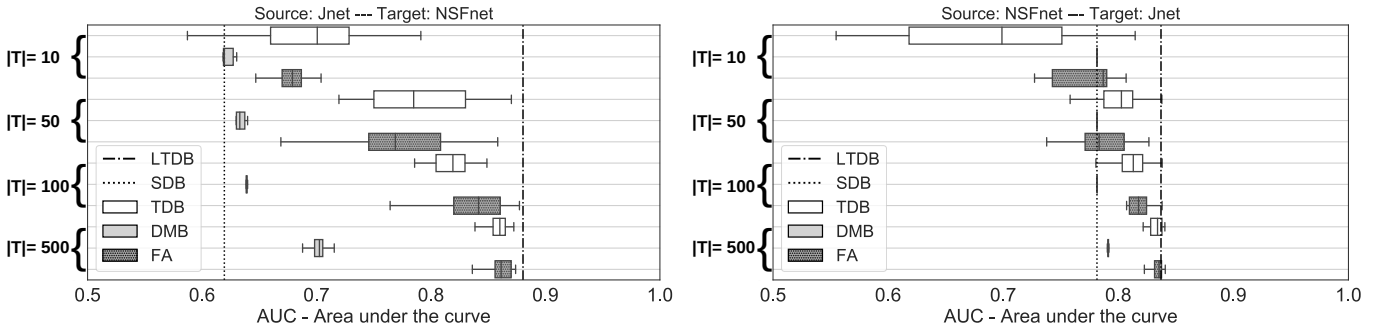 Source: Jnet --- Target: NSFnet
|T|= 10 {
|T|= 50 {
|T|= 100 {
|T|= 500 {
LTDB
SDB
TDB
DMB
FA
0.5 0.6 0.7 0.8 0.9 1.0
AUC - Area under the curve
Source: NSFnet --- Target: Jnet
|T|= 10 {
|T|= 50 {
|T|= 100 {
|T|= 500 {
LTDB
SDB
TDB
DMB
FA
0.5 0.6 0.7 0.8 0.9 1.0
AUC - Area under the curve